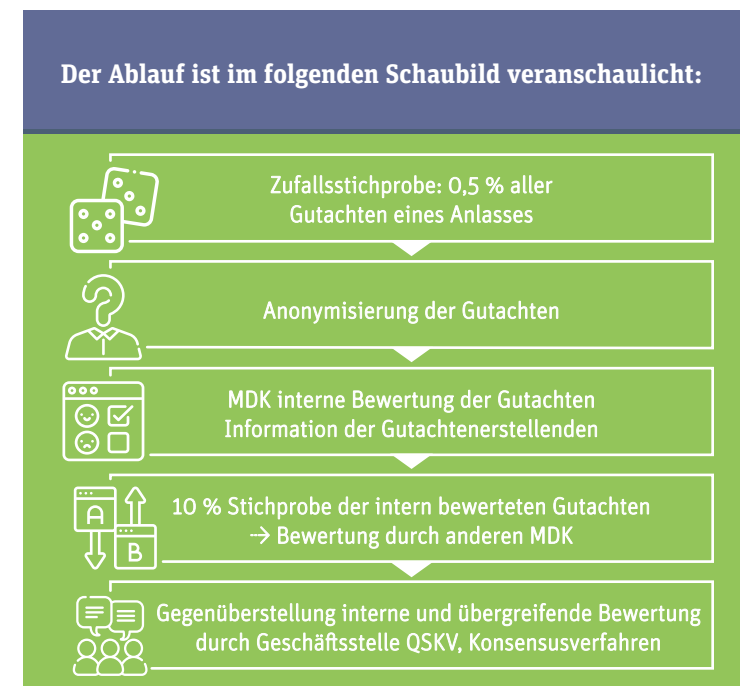 Der Ablauf ist im folgenden Schaubild veranschaulicht:
Zufallsstichprobe: 0,5 % aller
Gutachten eines Anlasses
Anonymisierung der Gutachten
MDK interne Bewertung der Gutachten
Information der Gutachtenerstellenden
A
B
10 % Stichprobe der intern bewerteten Gutachten
→ Bewertung durch anderen MDK
Gegenüberstellung interne und übergreifende Bewertung
durch Geschäftsstelle QSKV, Konsensusverfahren